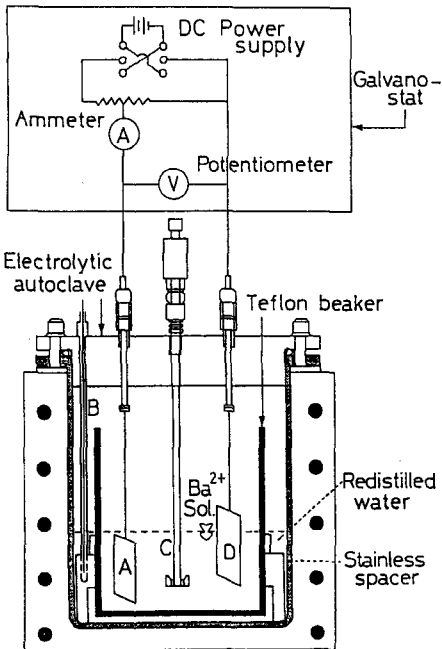 DC Power
supply
Galvano-
stat
Ammeter
A
Potentiometer
V
Electrolytic
autoclave
Teflon beaker
B
Ba2+
Sol.
Redistilled
water
C
A
D
Stainless
spacer